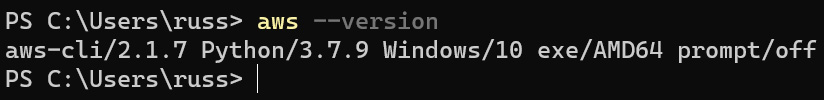 PS C:\Users\russ> aws --version
aws-cli/2.1.7 Python/3.7.9 Windows/10 exe/AMD64 prompt/off
PS C:\Users\russ>